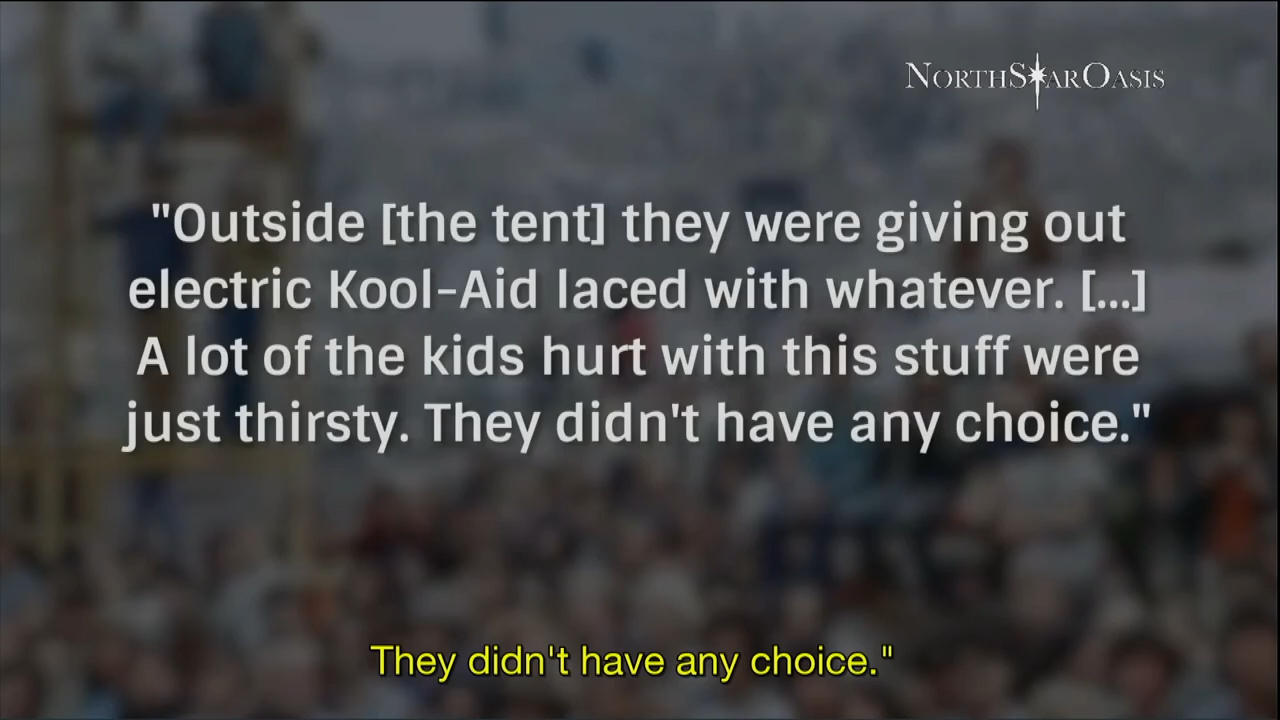 NORTHSTAROASIS
"Outside [the tent] they were giving out
electric Kool-Aid laced with whatever. [...]
A lot of the kids hurt with this stuff were
just thirsty. They didn't have any choice."
They didn't have any choice."